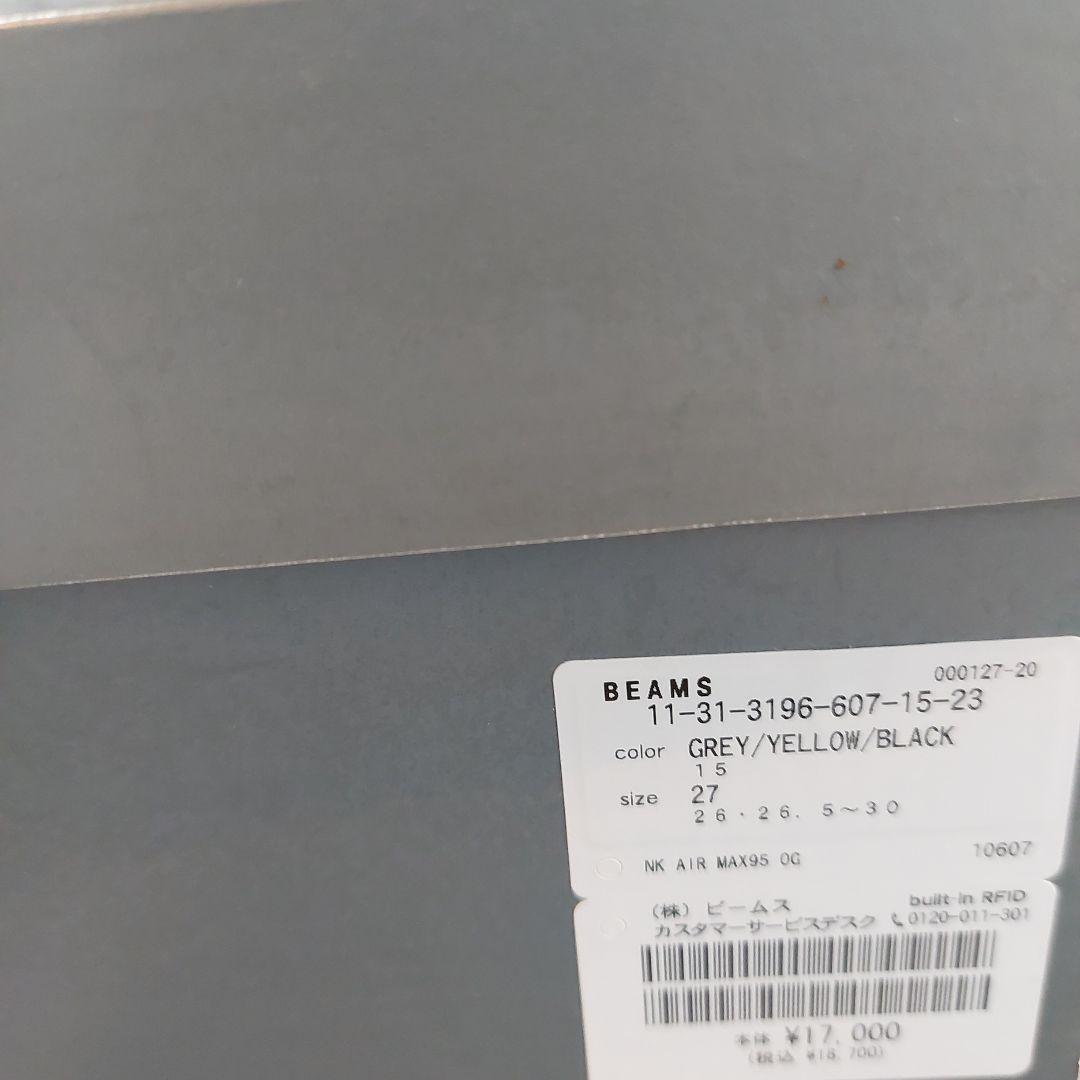 BEAMS 000127-20
11-31-3196-607-15-23
color GREY/YELLOW/BLACK
15
size 27
26・26.5~30
NK AIR MAX95 OG 10607
(株) ビームス built-in RFID
カスタマーサービスデスク 0120-011-301
本体 ¥17,000
(税込 ¥18,700)